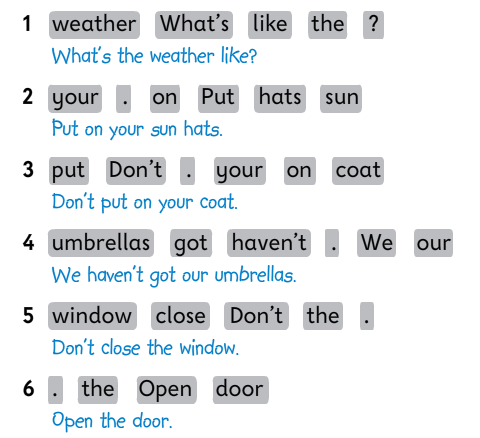 1 weather What's like the ?
What's the weather like?
2 your . on Put hats sun
Put on your sun hats.
3 put Don't . your on coat
Don't put on your coat.
4 umbrellas got haven't . We our
We haven't got our umbrellas.
5 window close Don't the .
Don't close the window.
6 . the Open door
Open the door.